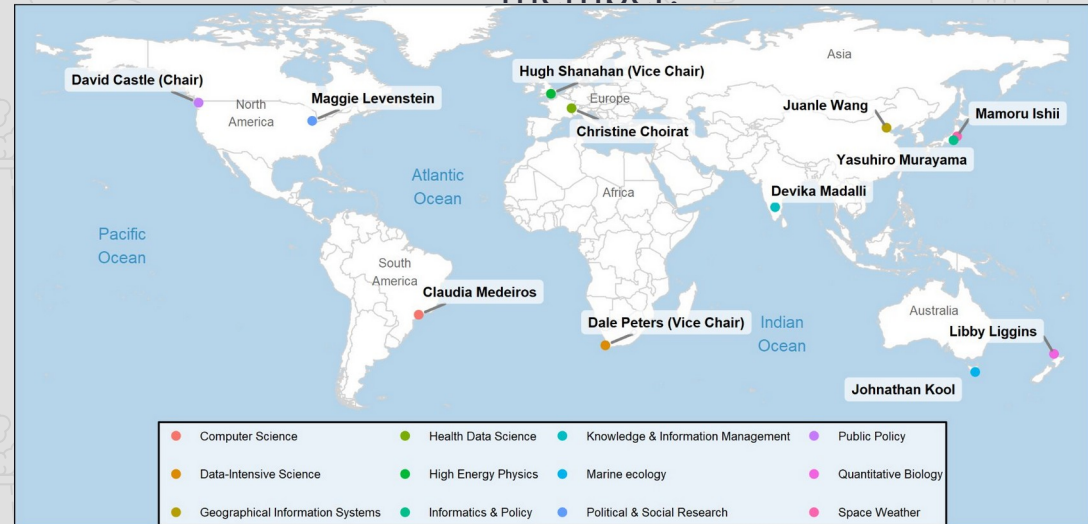 Asia
David Castle (Chair)
Hugh Shanahan (Vice Chair)
North
America
Maggie Levenstein
Europe
Juanle Wang
Mamoru Ishii
Christine Choirat
Yasuhiro Murayama
Atlantic
Ocean
Africa
Devika Madalli
Pacific
Ocean
South
America
Claudia Medeiros
Dale Peters (Vice Chair)
Indian
Ocean
Australia
Libby Liggins
Johnathan Kool
Computer Science
Health Data Science
Knowledge & Information Management
Public Policy
Data-Intensive Science
High Energy Physics
Marine ecology
Quantitative Biology
Geographical Information Systems
Informatics & Policy
Political & Social Research
Space Weather